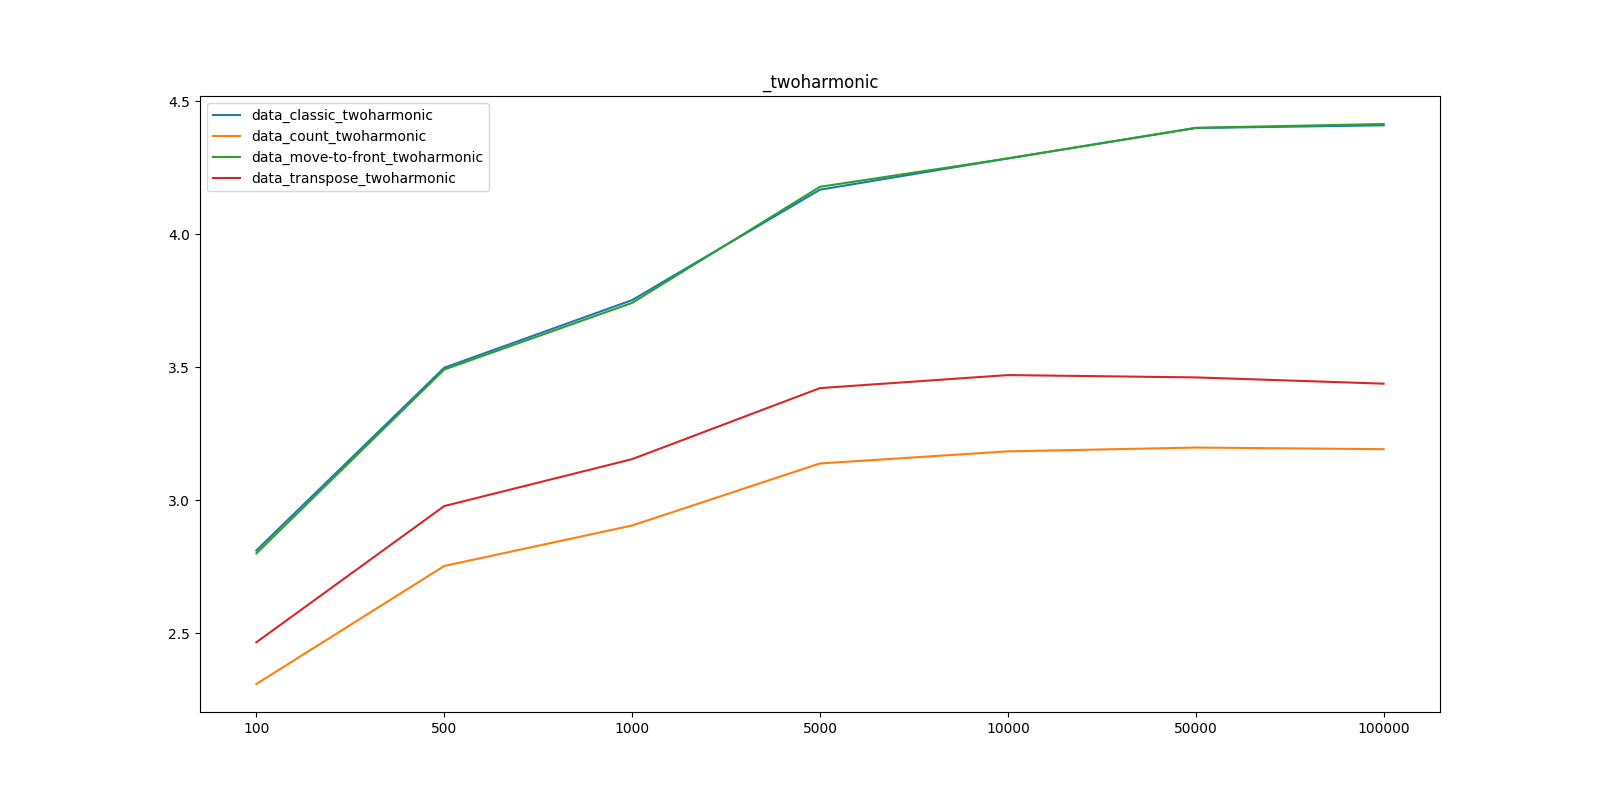 _twoharmonic
4.5
4.0
3.5
3.0
2.5
data_classic_twoharmonic
data_count_twoharmonic
data_move-to-front_twoharmonic
data_transpose_twoharmonic
100 500 1000 5000 10000 50000 100000